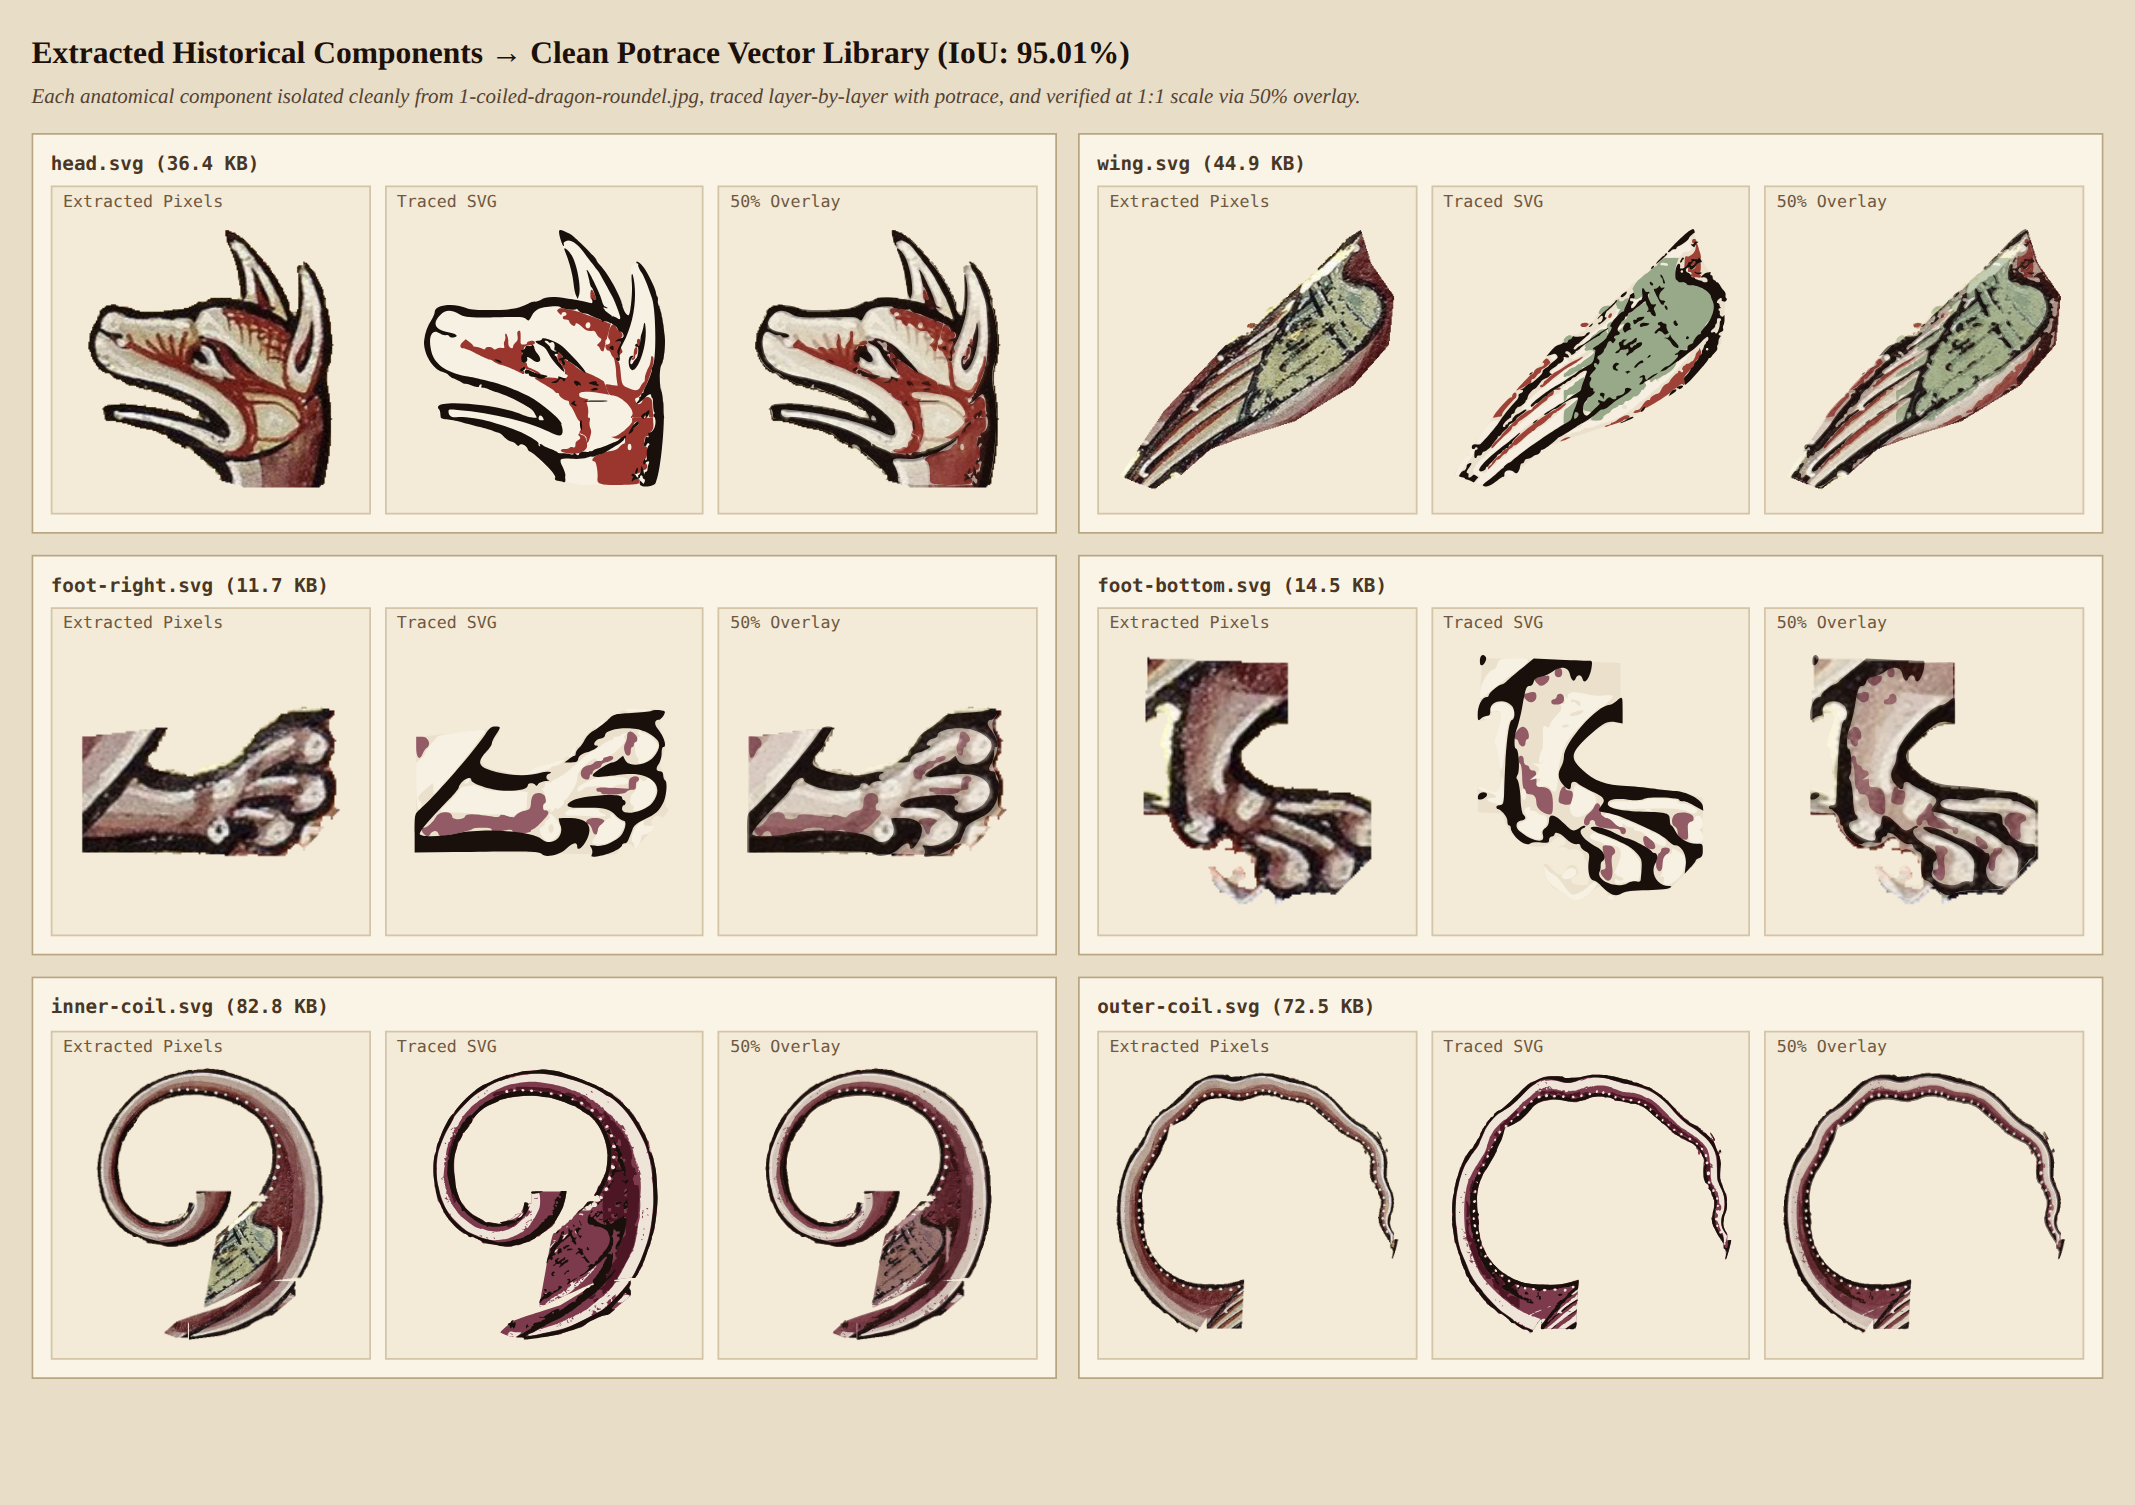 Extracted Historical Components → Clean Potrace Vector Library (IoU: 95.01%)
Each anatomical component isolated cleanly from 1-coiled-dragon-roundel.jpg, traced layer-by-layer with potrace, and verified at 1:1 scale via 50% overlay.
head.svg (36.4 KB)
Extracted Pixels
Traced SVG
50% Overlay
wing.svg (44.9 KB)
Extracted Pixels
Traced SVG
50% Overlay
foot-right.svg (11.7 KB)
Extracted Pixels
Traced SVG
50% Overlay
foot-bottom.svg (14.5 KB)
Extracted Pixels
Traced SVG
50% Overlay
inner-coil.svg (82.8 KB)
Extracted Pixels
Traced SVG
50% Overlay
outer-coil.svg (72.5 KB)
Extracted Pixels
Traced SVG
50% Overlay